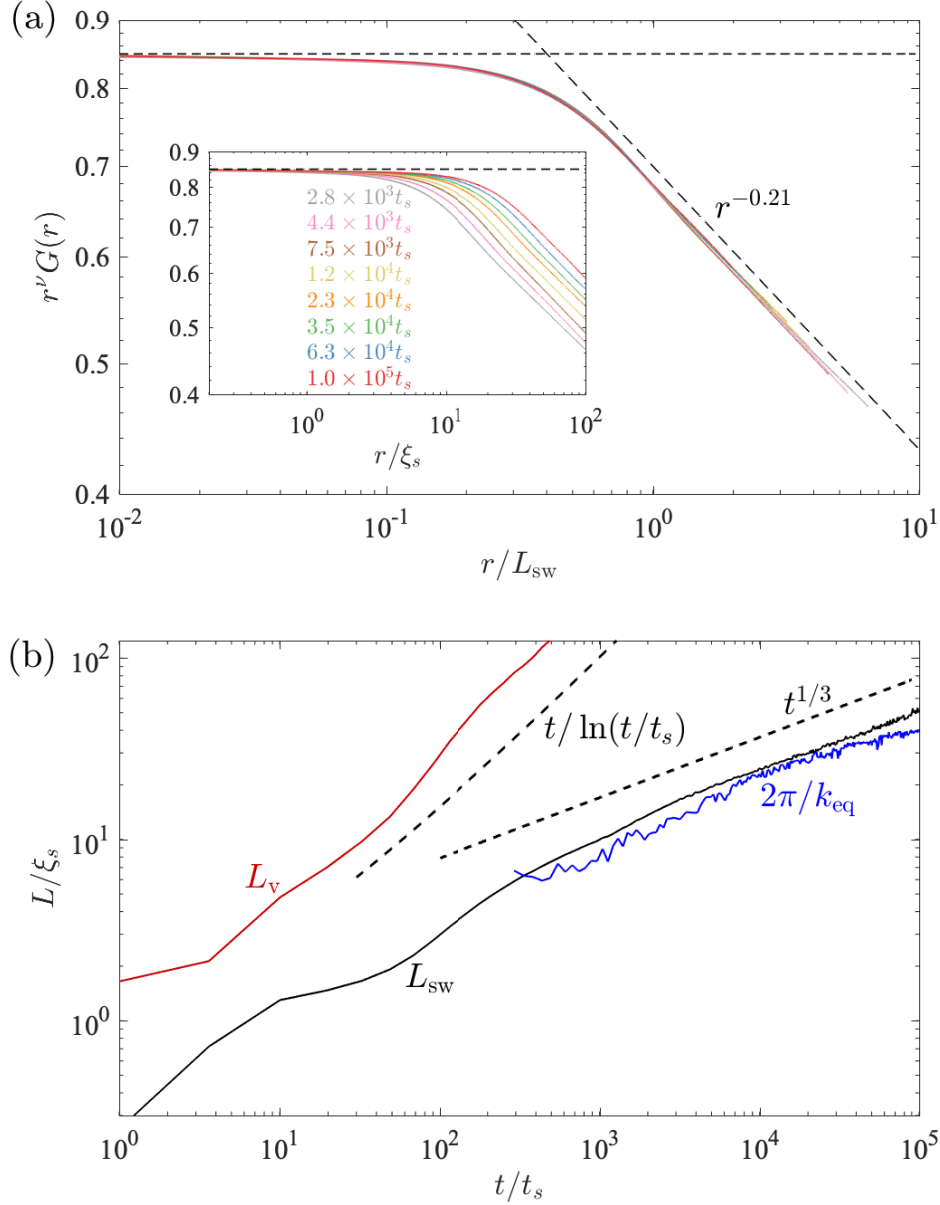 (a)
0.9
0.8
0.7
0.6
0.5
0.4
r^ν G(r)
r^{-0.21}
0.9
0.8
0.7
0.6
0.5
0.4
2.8 × 10^3 t_s
4.4 × 10^3 t_s
7.5 × 10^3 t_s
1.2 × 10^4 t_s
2.3 × 10^4 t_s
3.5 × 10^4 t_s
6.3 × 10^4 t_s
1.0 × 10^5 t_s
10^0 10^1 10^2
r/ξ_s
10^{-2} 10^{-1} 10^0 10^1
r/L_sw
(b)
10^2
10^1
10^0
L/ξ_s
t^{1/3}
t/ ln(t/t_s)
2π/k_eq
L_v
L_sw
10^0 10^1 10^2 10^3 10^4 10^5
t/t_s